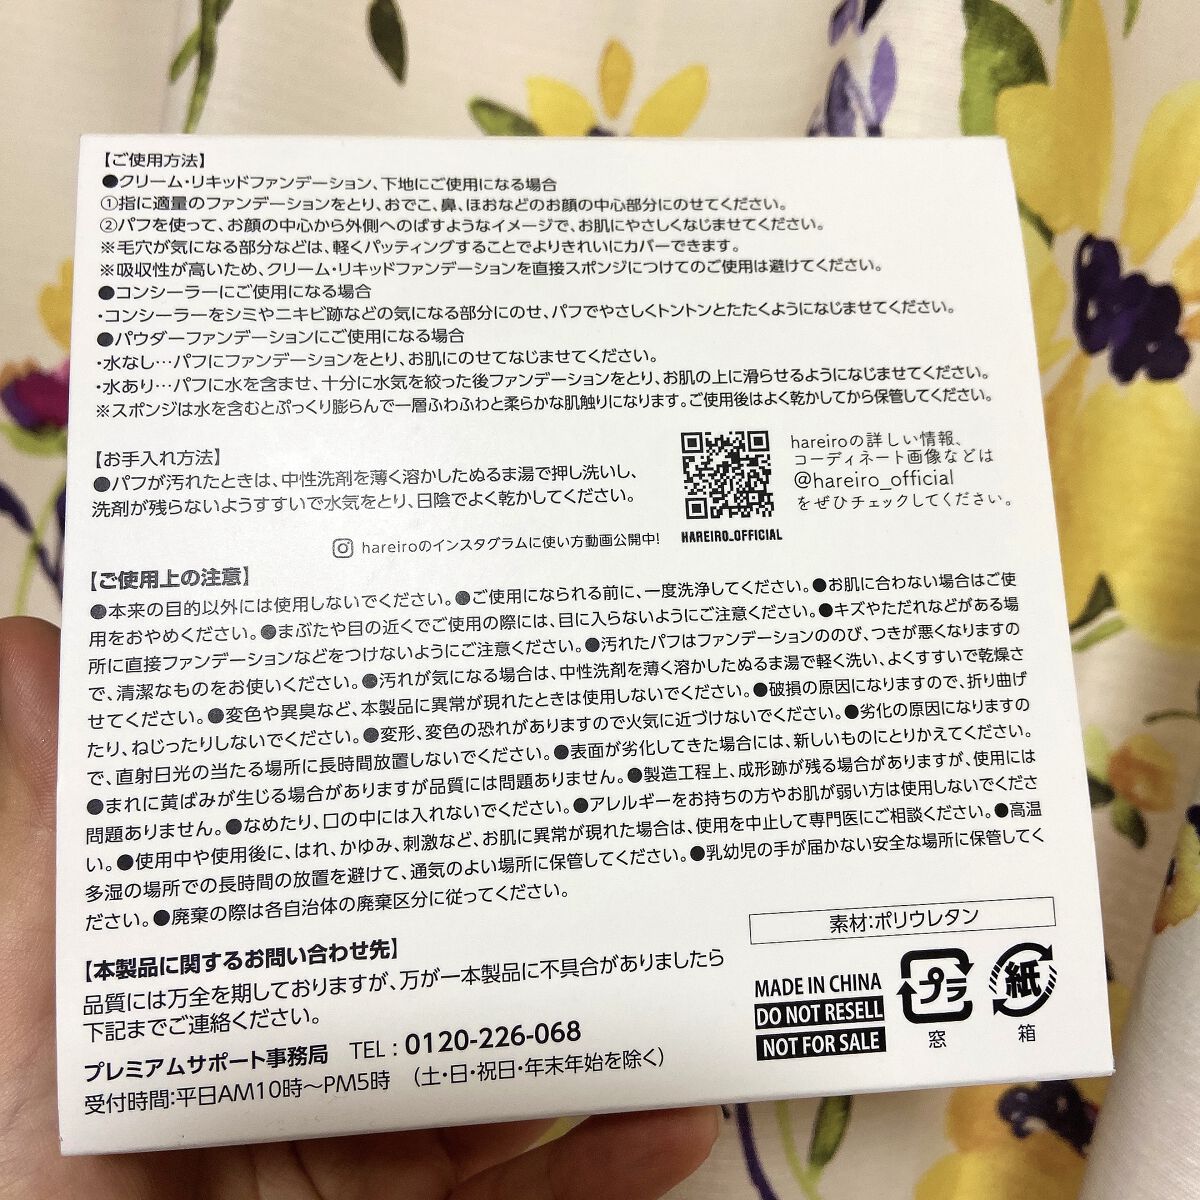 【ご使用方法】
●クリーム・リキッドファンデーション、下地にご使用になる場合
①指に適量のファンデーションをとり、おでこ、鼻、ほおなどのお顔の中心部分にのせてください。
②パフを使って、お顔の中心から外側へのばすようなイメージで、お肌にやさしくなじませてください。
※毛穴が気になる部分などは、軽くパッティングすることでよりきれいにカバーできます。
※吸収性が高いため、クリーム・リキッドファンデーションを直接スポンジにつけてのご使用は避けてください。
●コンシーラーにご使用になる場合
・コンシーラーをシミやニキビ跡などの気になる部分にのせ、パフでやさしくトントンとたたくようになじませてください。
●パウダーファンデーションにご使用になる場合
・水なし…パフにファンデーションをとり、お肌にのせてなじませてください。
・水あり…パフに水を含ませ、十分に水気を絞った後ファンデーションをとり、お肌の上に滑らせるようになじませてください。
※スポンジは水を含むとぷっくり膨らんで一層ふわふわと柔らかな肌触りになります。ご使用後はよく乾かしてから保管してください。
【お手入れ方法】
●パフが汚れたときは、中性洗剤を薄く溶かしたぬるま湯で押し洗いし、
洗剤が残らないようすすいで水気をとり、日陰でよく乾かしてください。
hareiroのインスタグラムに使い方動画公開中!
HAREIRO_OFFICIAL
hareiroの詳しい情報、
コーディネート画像などは
@hareiro_official
をぜひチェックしてください。
【ご使用上の注意】
●本来の目的以外には使用しないでください。●ご使用になられる前に、一度洗浄してください。●お肌に合わない場合はご使
用をおやめください。●まぶたや目の近くでご使用の際には、目に入らないようにご注意ください。●キズやただれなどがある場
所に直接ファンデーションなどをつけないようにご注意ください。●汚れたパフはファンデーションののび、つきが悪くなりますの
で、清潔なものをお使いください。●汚れが気になる場合は、中性洗剤を薄く溶かしたぬるま湯で軽く洗い、よくすすいで乾燥さ
せてください。●変色や異臭など、本製品に異常が現れたときは使用しないでください。●破損の原因になりますので、折り曲げ
たり、ねじったりしないでください。●変形、変色の恐れがありますので火気に近づけないでください。●劣化の原因になりますの
で、直射日光の当たる場所に長時間放置しないでください。●表面が劣化してきた場合には、新しいものにとりかえてください。
●まれに黄ばみが生じる場合がありますが品質には問題ありません。●製造工程上、成形跡が残る場合がありますが、使用には
問題ありません。●なめたり、口の中には入れないでください。●アレルギーをお持ちの方やお肌が弱い方は使用しないでくださ
い。●使用中や使用後に、はれ、かゆみ、刺激など、お肌に異常が現れた場合は、使用を中止して専門医にご相談ください。●高温
多湿の場所での長時間の放置を避けて、通気のよい場所に保管してください。●乳幼児の手が届かない安全な場所に保管してく
ださい。●廃棄の際は各自治体の廃棄区分に従ってください。
【本製品に関するお問い合わせ先】
品質には万全を期しておりますが、万が一本製品に不具合がありましたら
下記までご連絡ください。
プレミアムサポート事務局 TEL : 0120-226-068
受付時間:平日AM10時〜PM5時 (土・日・祝日・年末年始を除く)
素材:ポリウレタン
MADE IN CHINA
DO NOT RESELL
NOT FOR SALE
プラ
窓
紙
箱